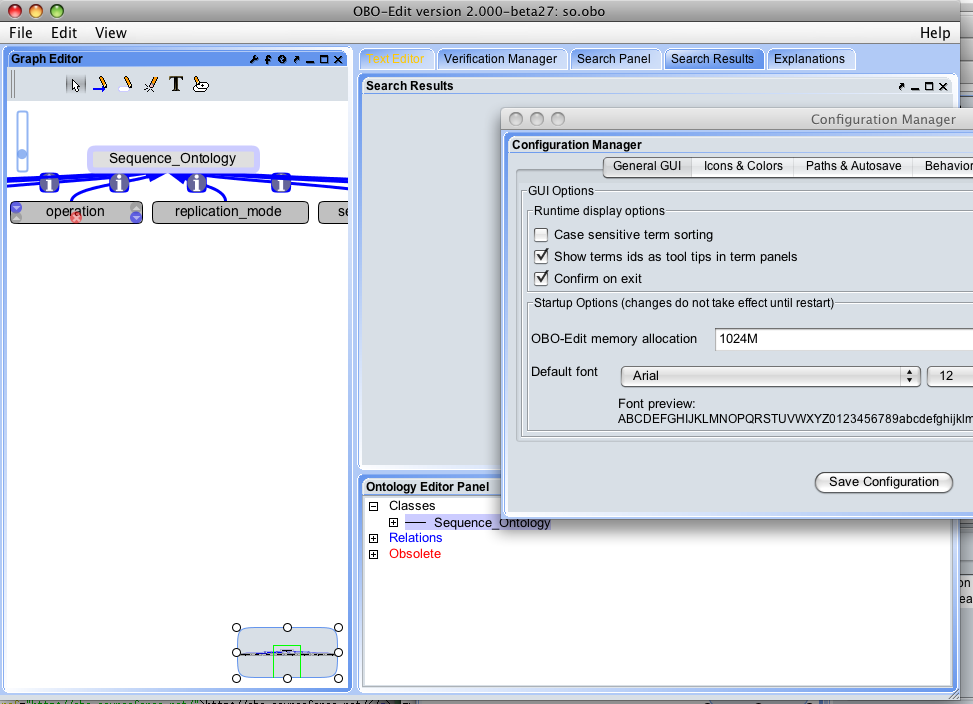 OBO-Edit version 2.000-beta27: so.obo
File Edit View Help
Graph Editor
T
Sequence_Ontology
i i i i
operation replication_mode se
Text Editor Verification Manager Search Panel Search Results Explanations
Search Results
Configuration Manager
Configuration Manager
General GUI Icons & Colors Paths & Autosave Behavior
GUI Options
Runtime display options
Case sensitive term sorting
Show terms ids as tool tips in term panels
Confirm on exit
Startup Options (changes do not take effect until restart)
OBO-Edit memory allocation 1024M
Default font Arial 12
Font preview:
ABCDEFGHIJKLMNOPQRSTUVWXYZ0123456789abcdefghijklm
Save Configuration
Ontology Editor Panel
Classes
Sequence_Ontology
Relations
Obsolete
on
ea